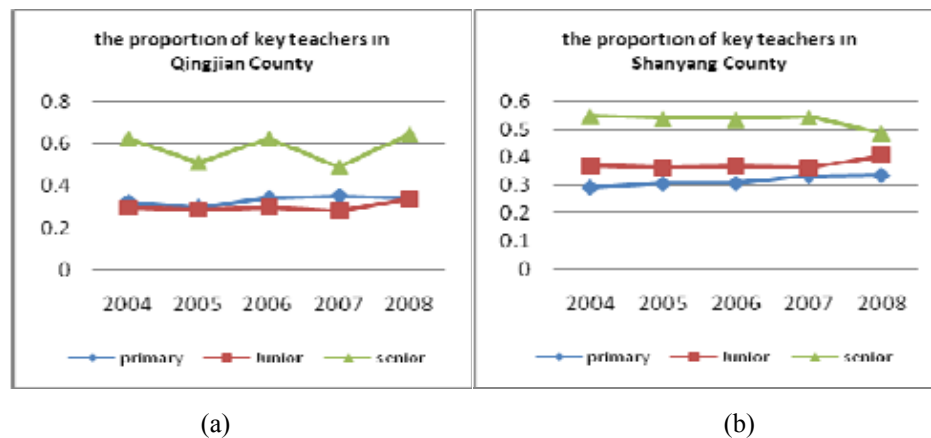 the proportion of key teachers in
Qingjian County
0.8
0.6
0.4
0.2
0
2004 2005 2006 2007 2008
primary Junior senior
(a)
the proportion of key teachers in
Shanyang County
0.6
0.5
0.4
0.3
0.2
0.1
0
2004 2005 2006 2007 2008
primary Junior senior
(b)